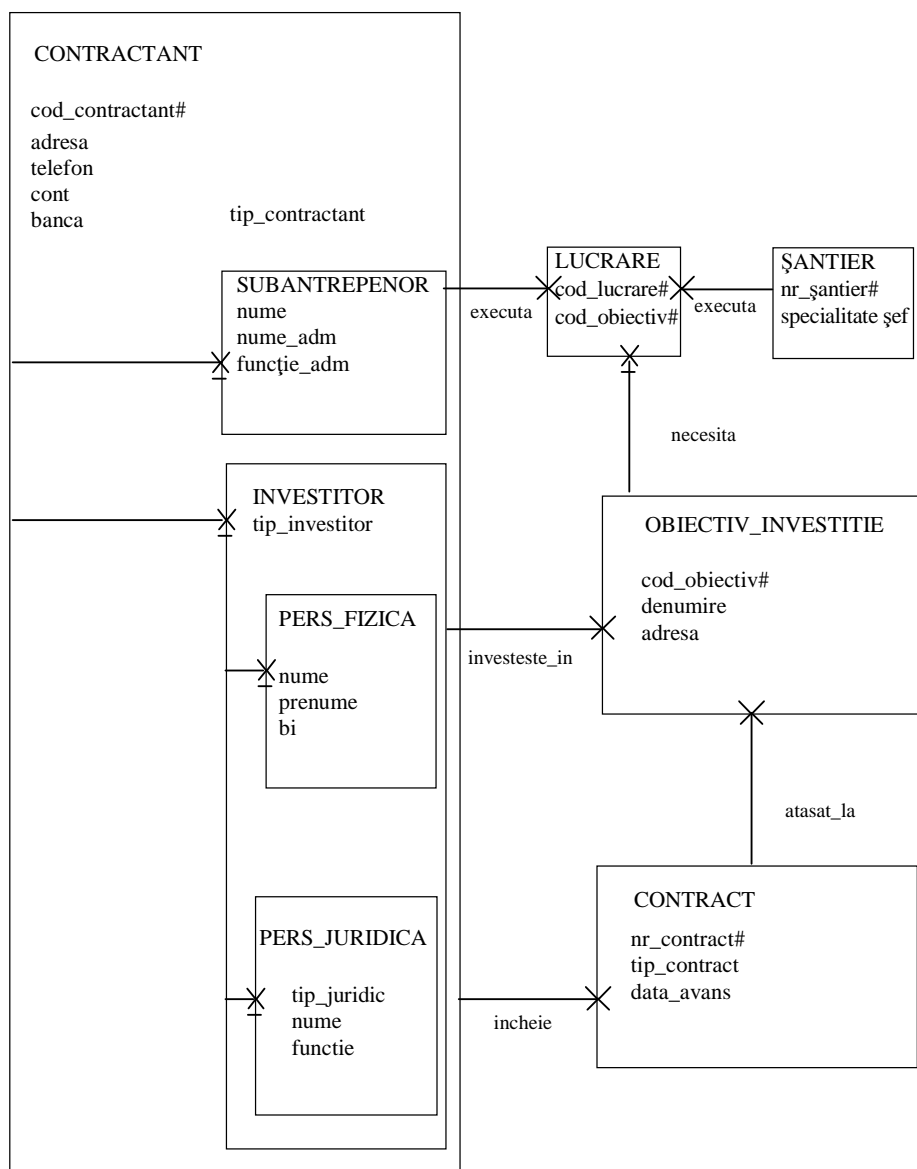 CONTRACTANT
cod_contractant#
adresa
telefon
cont
banca
tip_contractant
SUBANTREPENOR
nume
nume_adm
funcţie_adm
executa
LUCRARE
cod_lucrare#
cod_obiectiv#
executa
ŞANTIER
nr_şantier#
specialitate şef
necesita
INVESTITOR
tip_investitor
PERS_FIZICA
nume
prenume
bi
investeste_in
OBIECTIV_INVESTITIE
cod_obiectiv#
denumire
adresa
atasat_la
PERS_JURIDICA
tip_juridic
nume
functie
incheie
CONTRACT
nr_contract#
tip_contract
data_avans